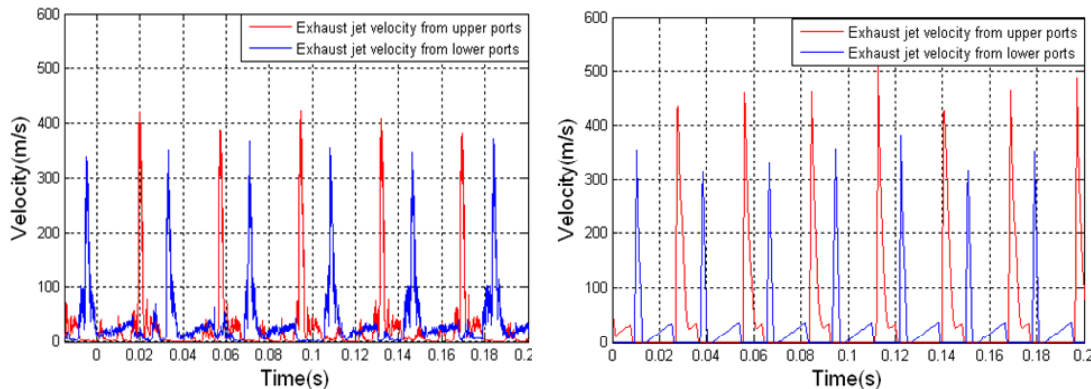 600
500
400
300
200
100
0
Velocity(m/s)
Exhaust jet velocity from upper ports
Exhaust jet velocity from lower ports
0 0.02 0.04 0.06 0.08 0.1 0.12 0.14 0.16 0.18 0.2
Time(s)
600
500
400
300
200
100
0
Velocity(m/s)
Exhaust jet velocity from upper ports
Exhaust jet velocity from lower ports
0 0.02 0.04 0.06 0.08 0.1 0.12 0.14 0.16 0.18 0.2
Time(s)